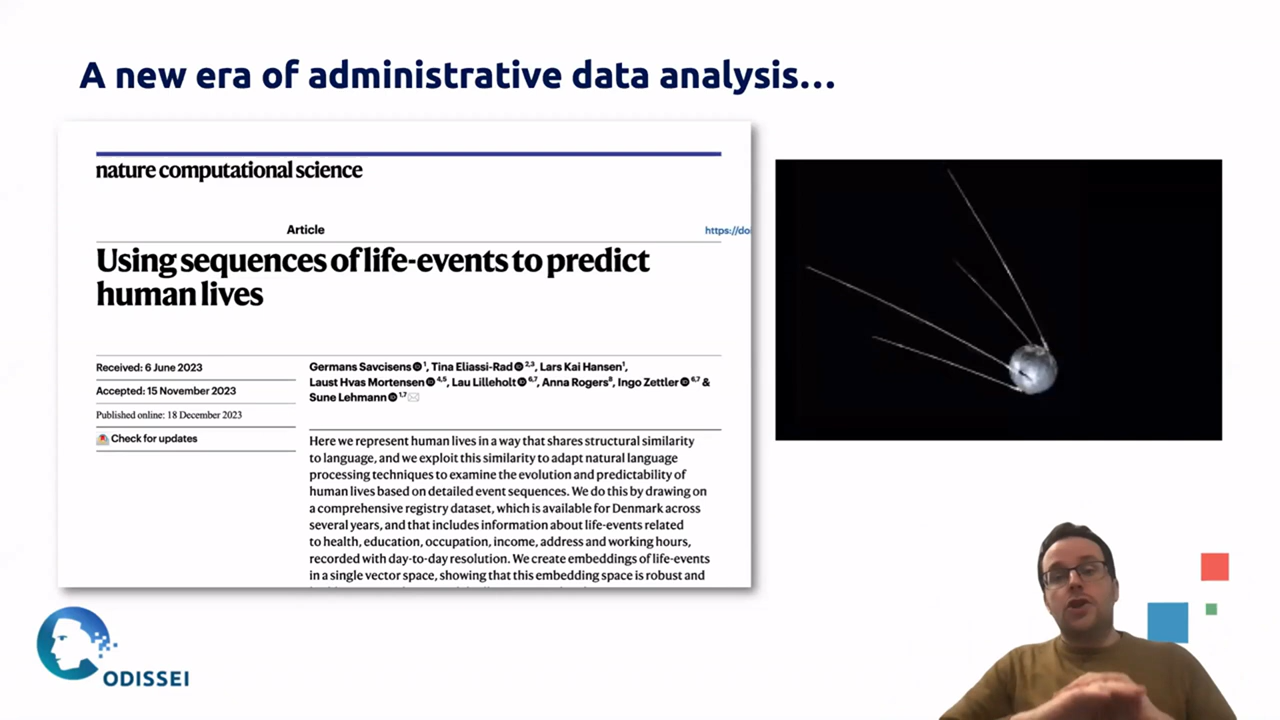 A new era of administrative data analysis...
nature computational science
Article
https://doi
Using sequences of life-events to predict
human lives
Received: 6 June 2023
Accepted: 15 November 2023
Published online: 18 December 2023
Check for updates
Germans Savcisens 1, Tina Eliassi-Rad 2,3, Lars Kai Hansen1,
Laust Hvas Mortensen 4,5, Lau Lilleholt 6,7, Anna Rogers8, Ingo Zettler 6,7 &
Sune Lehmann 1,7
Here we represent human lives in a way that shares structural similarity
to language, and we exploit this similarity to adapt natural language
processing techniques to examine the evolution and predictability of
human lives based on detailed event sequences. We do this by drawing on
a comprehensive registry dataset, which is available for Denmark across
several years, and that includes information about life-events related
to health, education, occupation, income, address and working hours,
recorded with day-to-day resolution. We create embeddings of life-events
in a single vector space, showing that this embedding space is robust and
ODISSEI